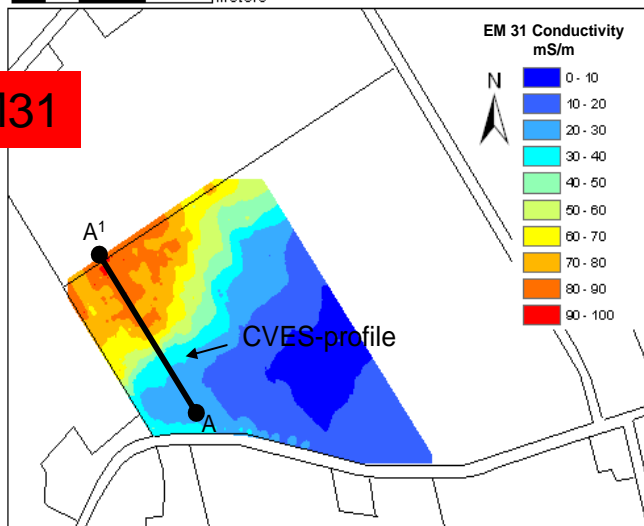 EM 31 Conductivity
mS/m
N
0 - 10
10 - 20
20 - 30
30 - 40
40 - 50
50 - 60
60 - 70
70 - 80
80 - 90
90 - 100
31
A¹
CVES-profile
A